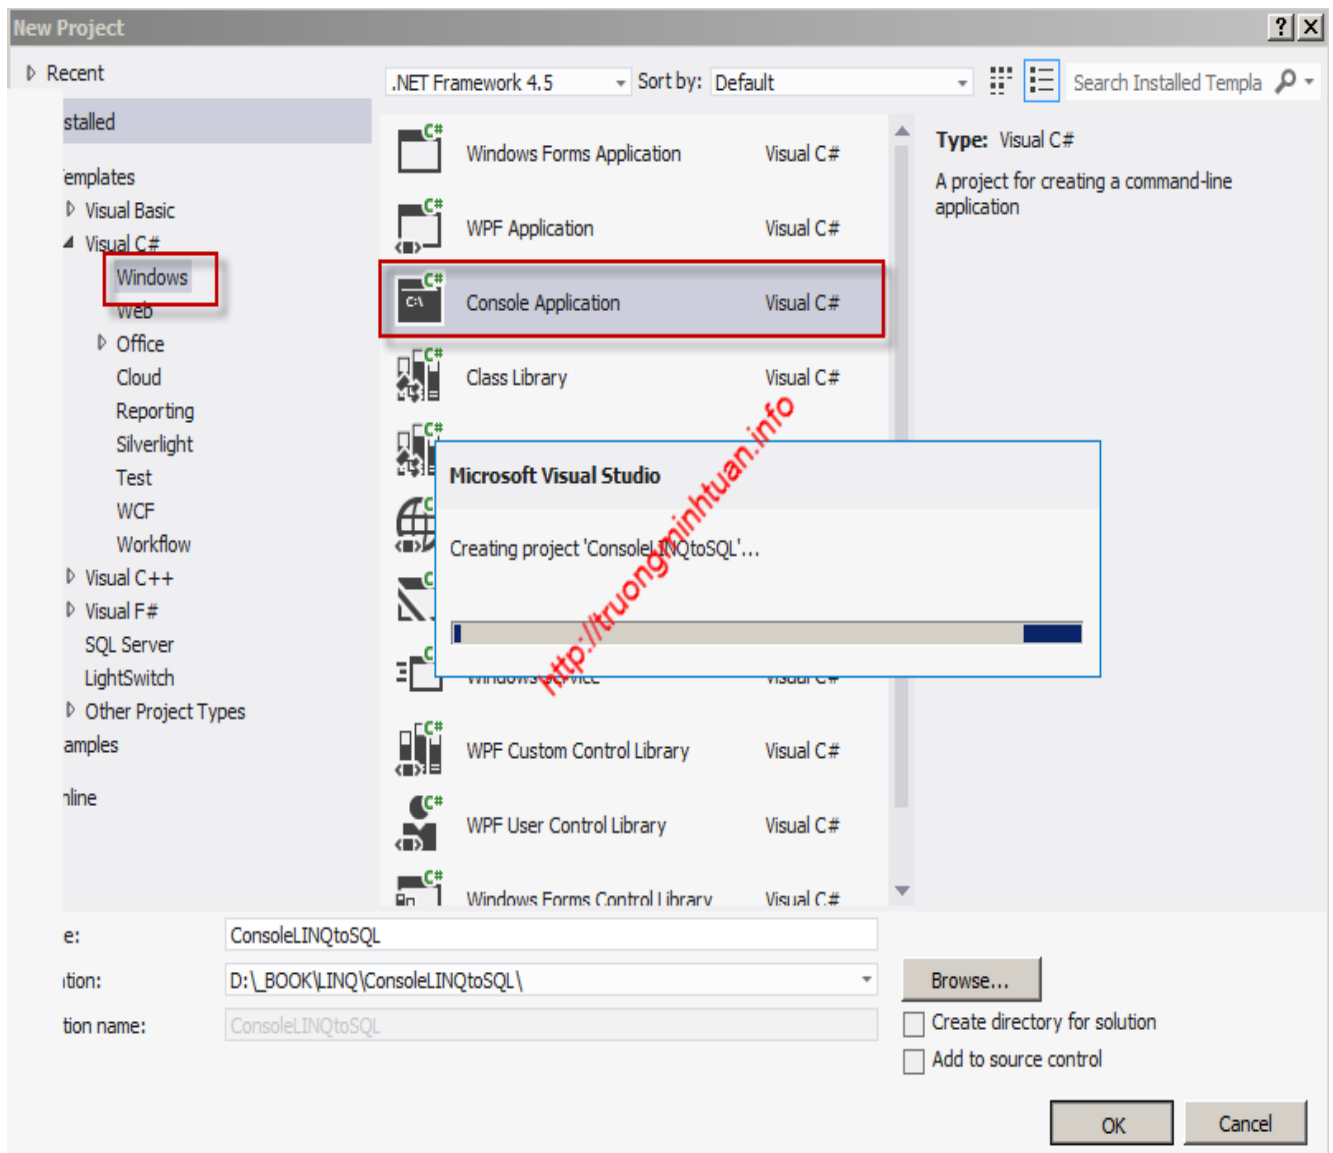 New Project
Recent
.NET Framework 4.5
Sort by: Default
Search Installed Templa
stalled
emplates
Visual Basic
Visual C#
Windows
Web
Office
Cloud
Reporting
Silverlight
Test
WCF
Workflow
Visual C++
Visual F#
SQL Server
LightSwitch
Other Project Types
amples
nline
Windows Forms Application Visual C#
WPF Application Visual C#
C:\ Console Application Visual C#
Class Library Visual C#
Windows Service Visual C#
WPF Custom Control Library Visual C#
WPF User Control Library Visual C#
Windows Forms Control Library Visual C#
Type: Visual C#
A project for creating a command-line
application
Microsoft Visual Studio
Creating project 'ConsoleLINQtoSQL'...
http://truongminhtuan.info
e: ConsoleLINQtoSQL
ation: D:\_BOOK\LINQ\ConsoleLINQtoSQL\
Browse...
tion name: ConsoleLINQtoSQL
Create directory for solution
Add to source control
OK
Cancel